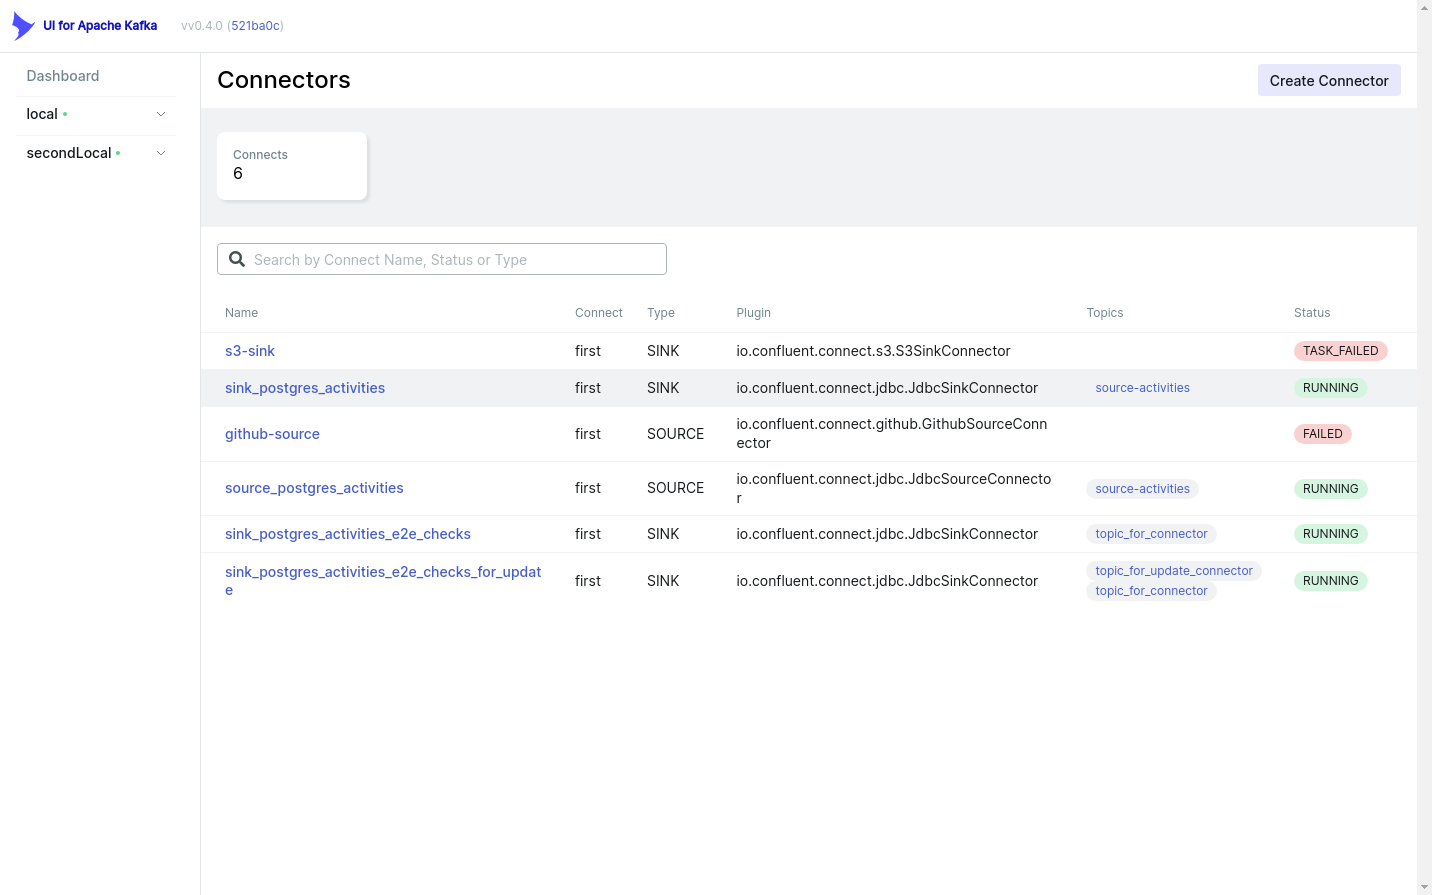 UI for Apache Kafka vv0.4.0 (521ba0c)
Dashboard
local
secondLocal
Connectors
Create Connector
Connects
6
Search by Connect Name, Status or Type
Name Connect Type Plugin Topics Status
s3-sink first SINK io.confluent.connect.s3.S3SinkConnector TASK_FAILED
sink_postgres_activities first SINK io.confluent.connect.jdbc.JdbcSinkConnector source-activities RUNNING
github-source first SOURCE io.confluent.connect.github.GithubSourceConn
ector FAILED
source_postgres_activities first SOURCE io.confluent.connect.jdbc.JdbcSourceConnecto
r source-activities RUNNING
sink_postgres_activities_e2e_checks first SINK io.confluent.connect.jdbc.JdbcSinkConnector topic_for_connector RUNNING
sink_postgres_activities_e2e_checks_for_updat
e first SINK io.confluent.connect.jdbc.JdbcSinkConnector topic_for_update_connector
topic_for_connector RUNNING